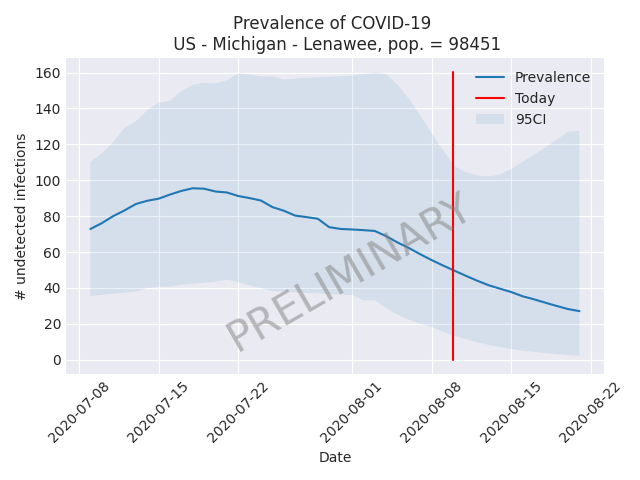 Prevalence of COVID-19
US - Michigan - Lenawee, pop. = 98451
160
140
120
100
80
60
40
20
0
# undetected infections
Prevalence
Today
95CI
PRELIMINARY
2020-07-08
2020-07-15
2020-07-22
2020-08-01
2020-08-08
2020-08-15
2020-08-22
Date